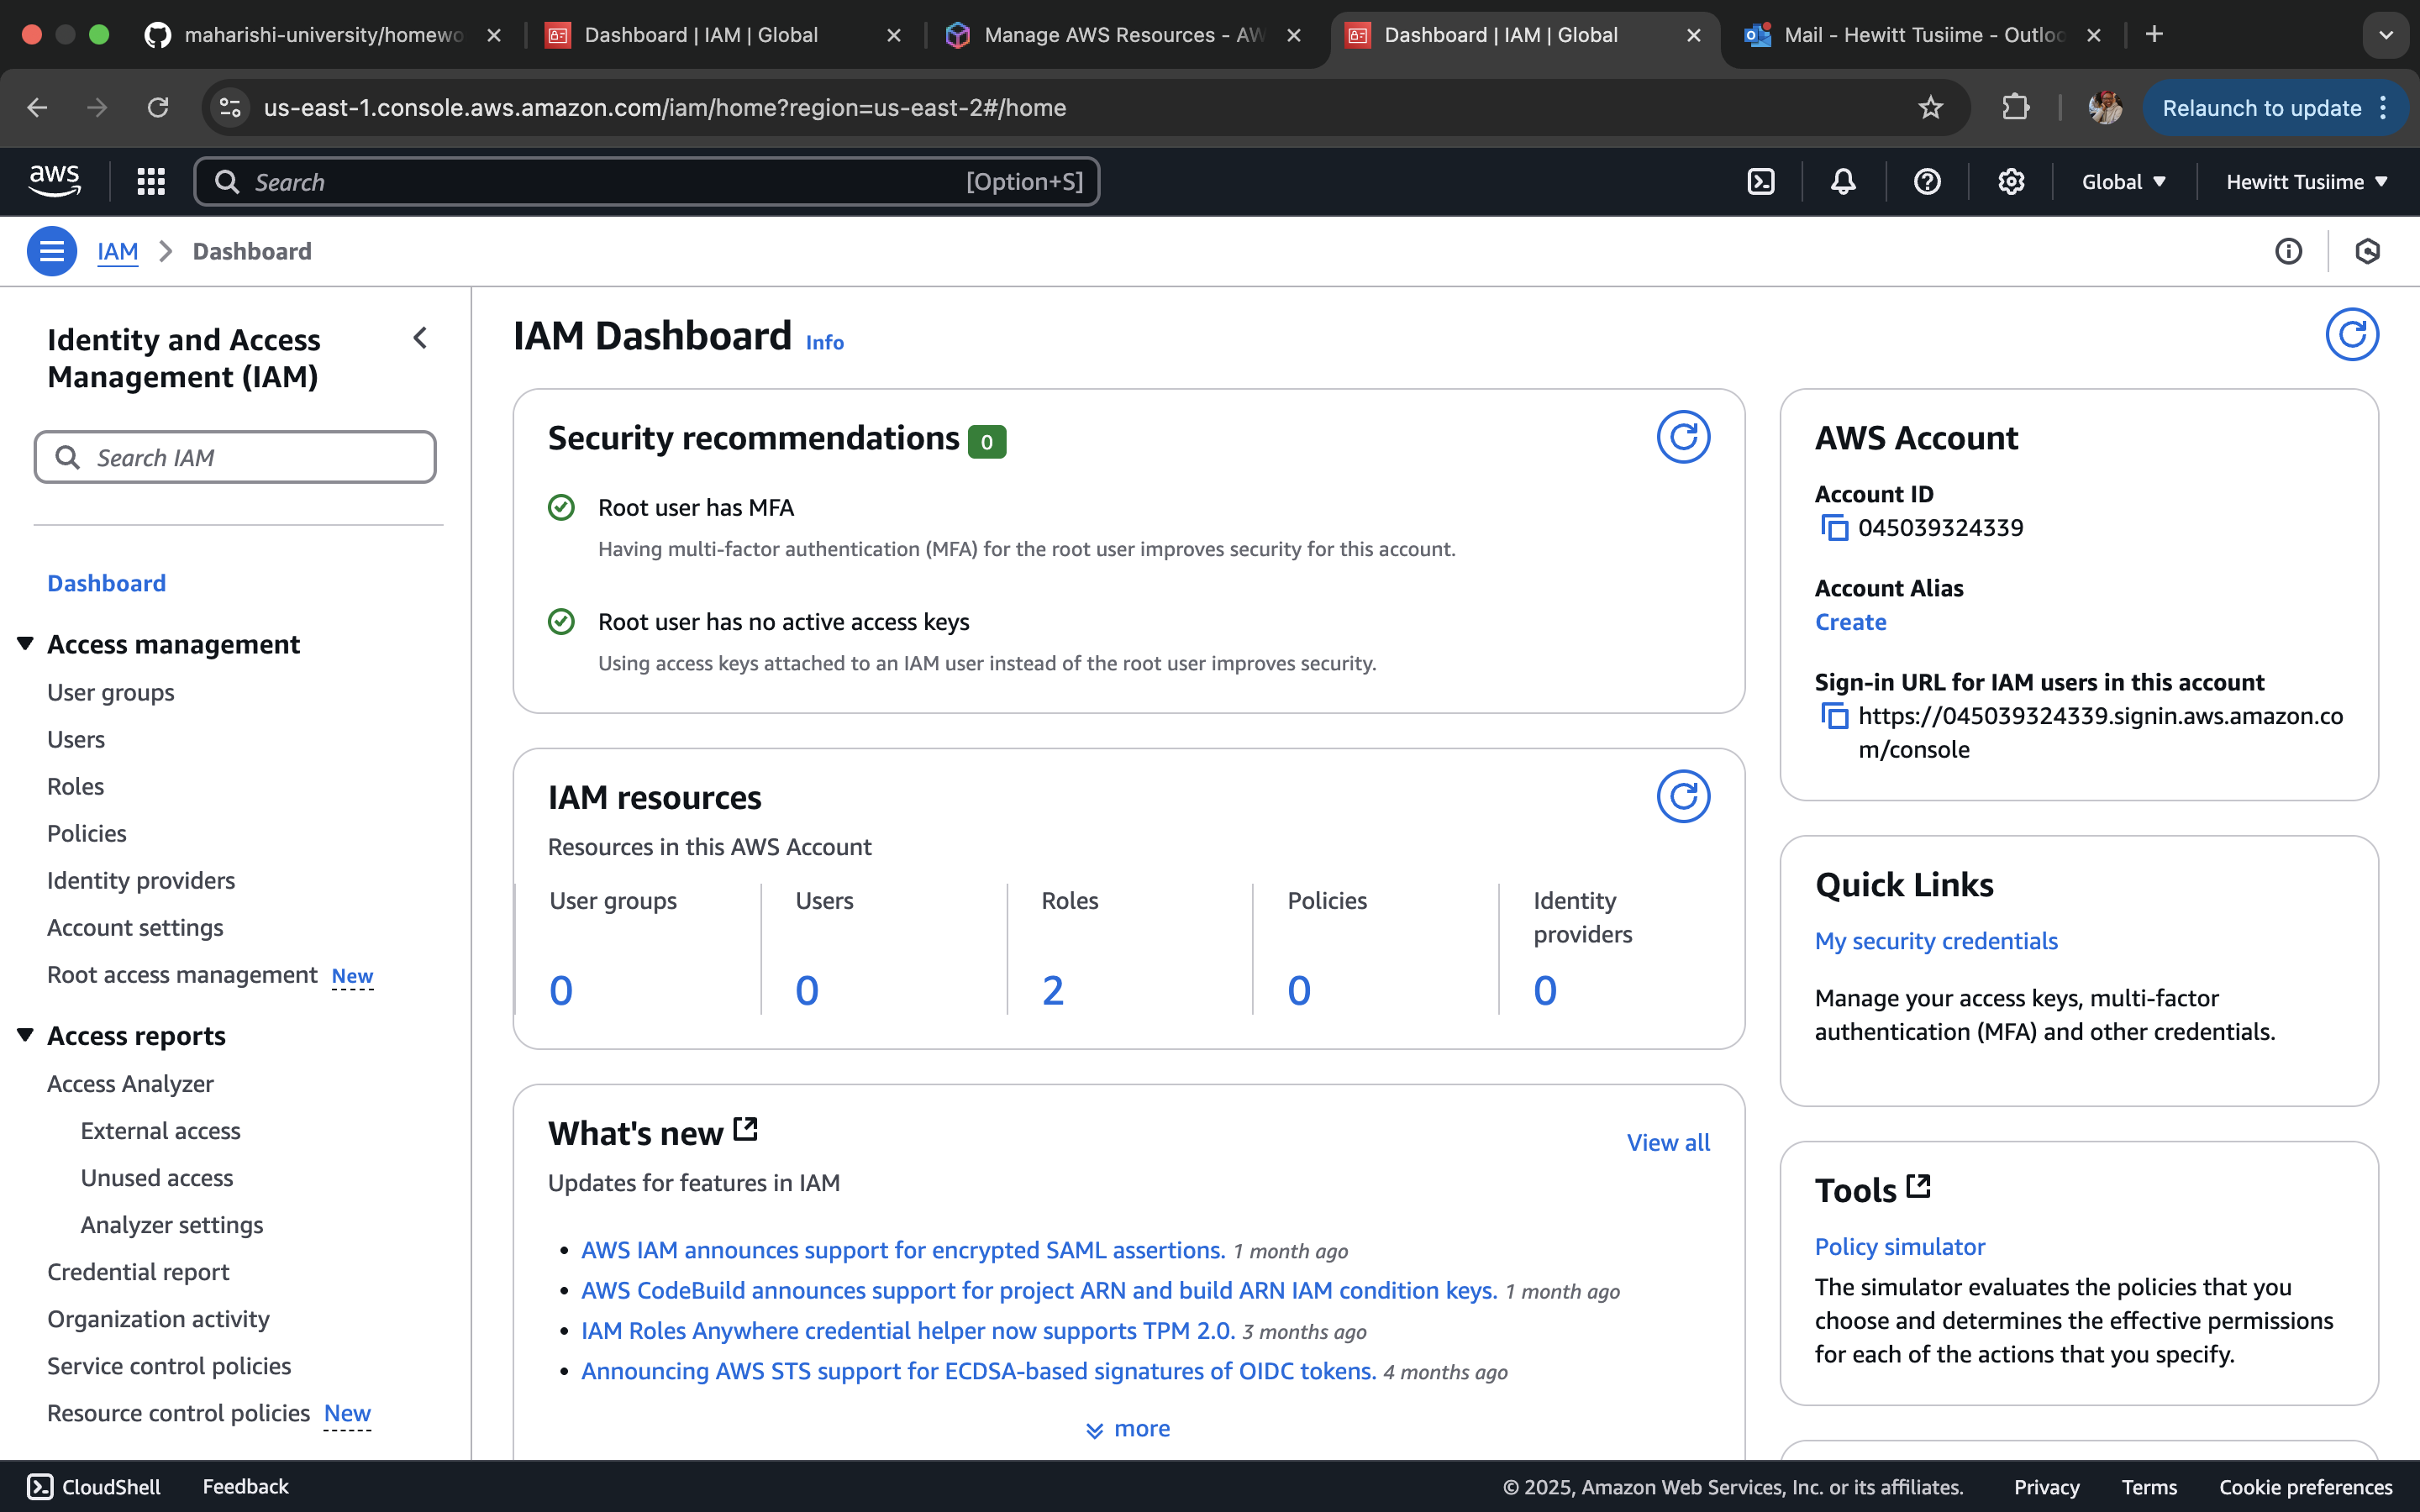 maharishi-university/homewo
Dashboard | IAM | Global
Manage AWS Resources - AW
Dashboard | IAM | Global
Mail - Hewitt Tusiime - Outloo
us-east-1.console.aws.amazon.com/iam/home?region=us-east-2#/home
Relaunch to update
aws
Search
[Option+S]
Global
Hewitt Tusiime
IAM
Dashboard
Identity and Access
Management (IAM)
Search IAM
Dashboard
Access management
User groups
Users
Roles
Policies
Identity providers
Account settings
Root access management New
Access reports
Access Analyzer
External access
Unused access
Analyzer settings
Credential report
Organization activity
Service control policies
Resource control policies New
IAM Dashboard Info
Security recommendations 0
Root user has MFA
Having multi-factor authentication (MFA) for the root user improves security for this account.
Root user has no active access keys
Using access keys attached to an IAM user instead of the root user improves security.
IAM resources
Resources in this AWS Account
User groups
0
Users
0
Roles
2
Policies
0
Identity
providers
0
What's new
View all
Updates for features in IAM
AWS IAM announces support for encrypted SAML assertions. 1 month ago
AWS CodeBuild announces support for project ARN and build ARN IAM condition keys. 1 month ago
IAM Roles Anywhere credential helper now supports TPM 2.0. 3 months ago
Announcing AWS STS support for ECDSA-based signatures of OIDC tokens. 4 months ago
more
AWS Account
Account ID
045039324339
Account Alias
Create
Sign-in URL for IAM users in this account
https://045039324339.signin.aws.amazon.co
m/console
Quick Links
My security credentials
Manage your access keys, multi-factor
authentication (MFA) and other credentials.
Tools
Policy simulator
The simulator evaluates the policies that you
choose and determines the effective permissions
for each of the actions that you specify.
CloudShell
Feedback
© 2025, Amazon Web Services, Inc. or its affiliates.
Privacy
Terms
Cookie preferences